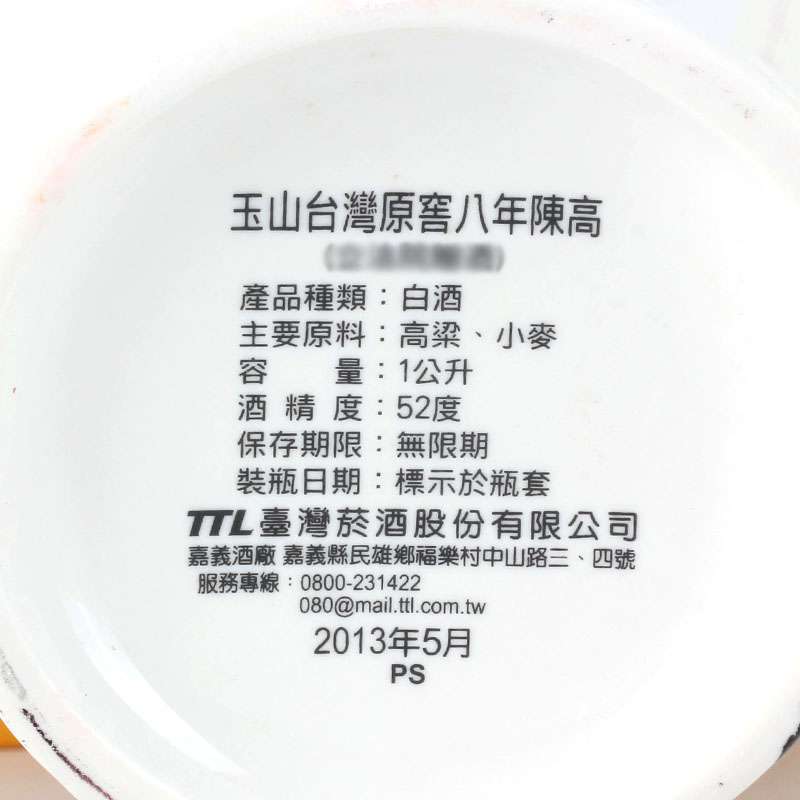 玉山台灣原窖八年陳高
產品種類：白酒
主要原料：高粱、小麥
容　　量：1公升
酒 精 度：52度
保存期限：無限期
裝瓶日期：標示於瓶套
TTL 臺灣菸酒股份有限公司
嘉義酒廠 嘉義縣民雄鄉福樂村中山路三、四號
服務專線：0800-231422
080@mail.ttl.com.tw
2013年5月
PS